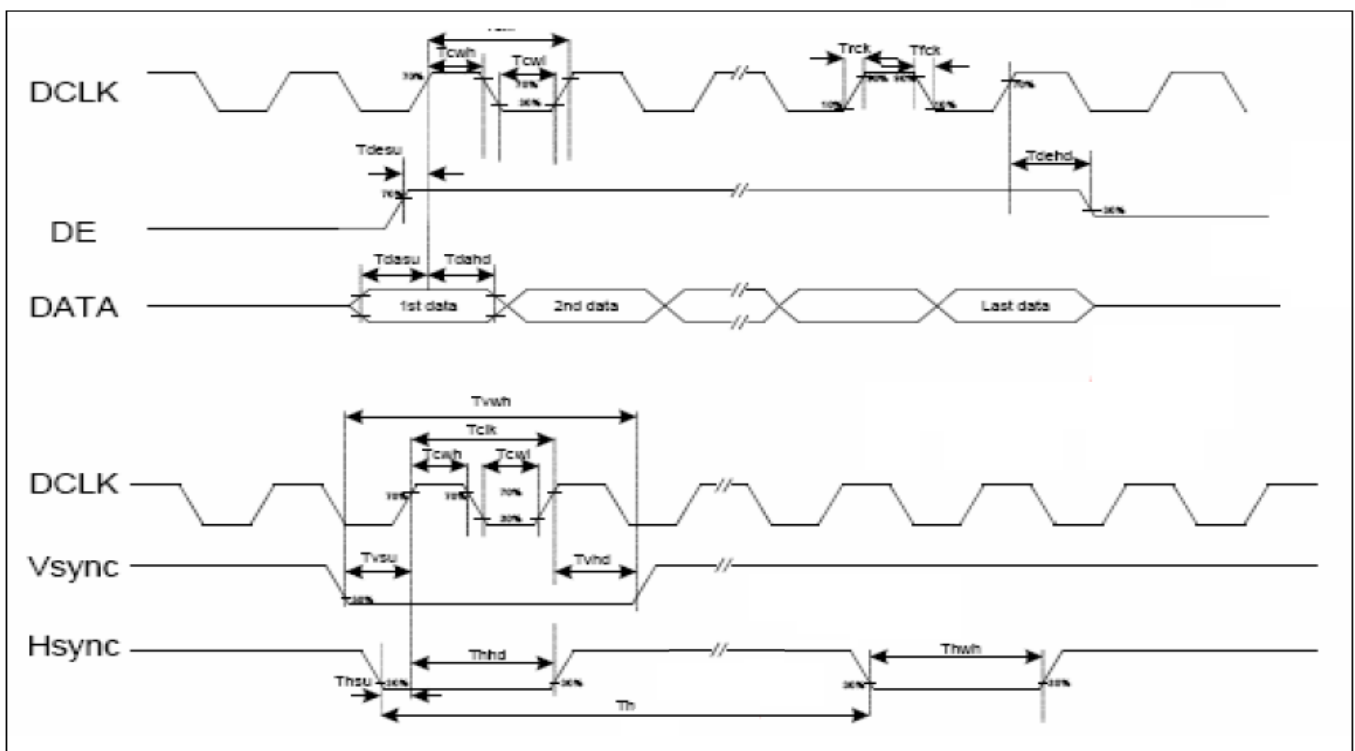 Tcwh Tcwl Trck Tfck
DCLK 70% 70% 30% 10% 90% 90% 10% 70%
Tdesu Tdehd
DE 70% 30%
Tdasu Tdahd
DATA 1st data 2nd data Last data
Tvwh
Tclk
Tcwh Tcwl
DCLK 70% 70% 70% 30%
Tvsu Tvhd
Vsync 30%
Hsync Thhd Thwh
Thsu 30% 30% 30% 30%
Th